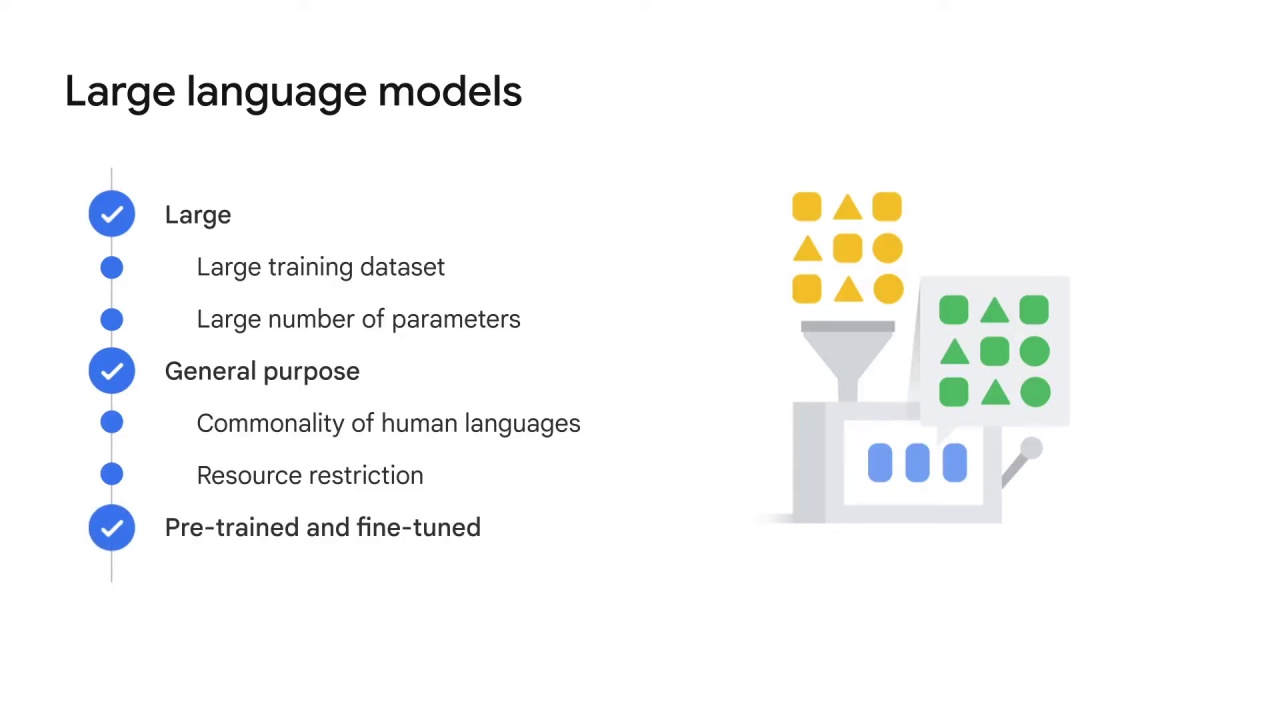 Large language models
Large
Large training dataset
Large number of parameters
General purpose
Commonality of human languages
Resource restriction
Pre-trained and fine-tuned